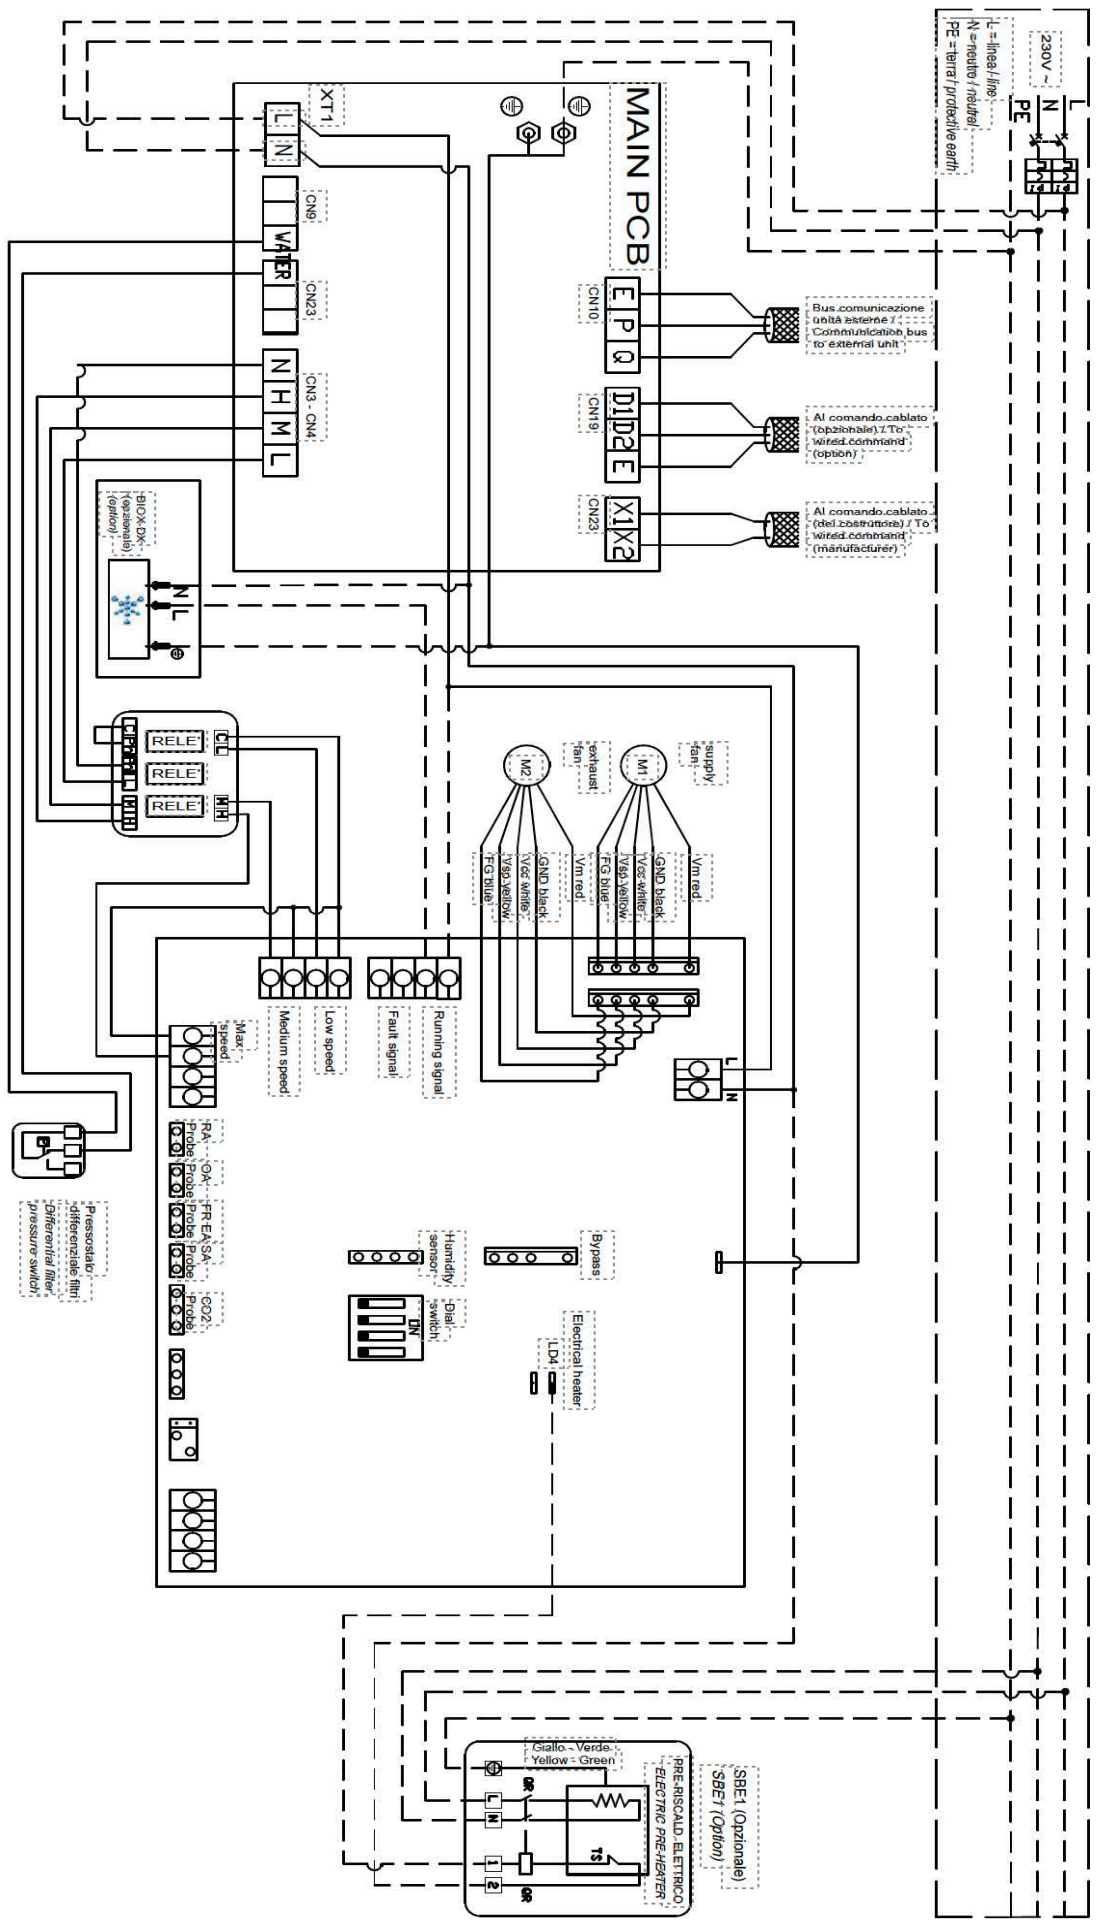 230V ~
L
N
PE
L = linea / line
N = neutro / neutral
PE = terra / protective earth
MAIN PCB
XT1
L
N
CN9
WATER
CN23
CN3 - CN4
N
H
M
L
CN10
E
P
Q
Bus comunicazione
unità esterne /
Communication bus
to external unit
CN19
D1
D2
E
Al comando cablato
(opzionale) / To
wired command
(option)
CN23
X1
X2
Al comando cablato
(del costruttore) / To
wired command
(manufacturer)
BIOX-DX
(opzionale)
(option)
N
L
RELE'
RELE'
RELE'
C
L
M
H
M
H
supply
fan
M1
exhaust
fan
M2
Vm red
GND black
Vcc white
Vsp yellow
FG blue
Vm red
GND black
Vcc white
Vsp yellow
FG blue
Running signal
Fault signal
Low speed
Medium speed
Max
speed
L
N
RA
Probe
OA
Probe
FR EA SA
Probe
Probe
CO2
Probe
P
Pressostato
differenziale filtri
Differential filter
pressure switch
Humidity
sensor
Bypass
Dial
switch
ON
Electrical heater
LD4
SBE1 (Opzionale)
SBE1 (Option)
PRE-RISCALD. ELETTRICO
ELECTRIC PRE-HEATER
Giallo - Verde
Yellow - Green
L
N
1
2
QR
QR
TS